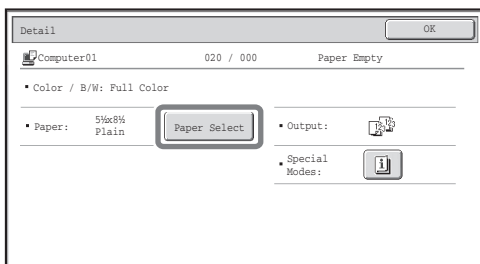 Detail
OK
Computer01 020 / 000 Paper Empty
▪ Color / B/W: Full Color
▪ Paper: 5½x8½ Plain
Paper Select
▪ Output:
▪ Special Modes: